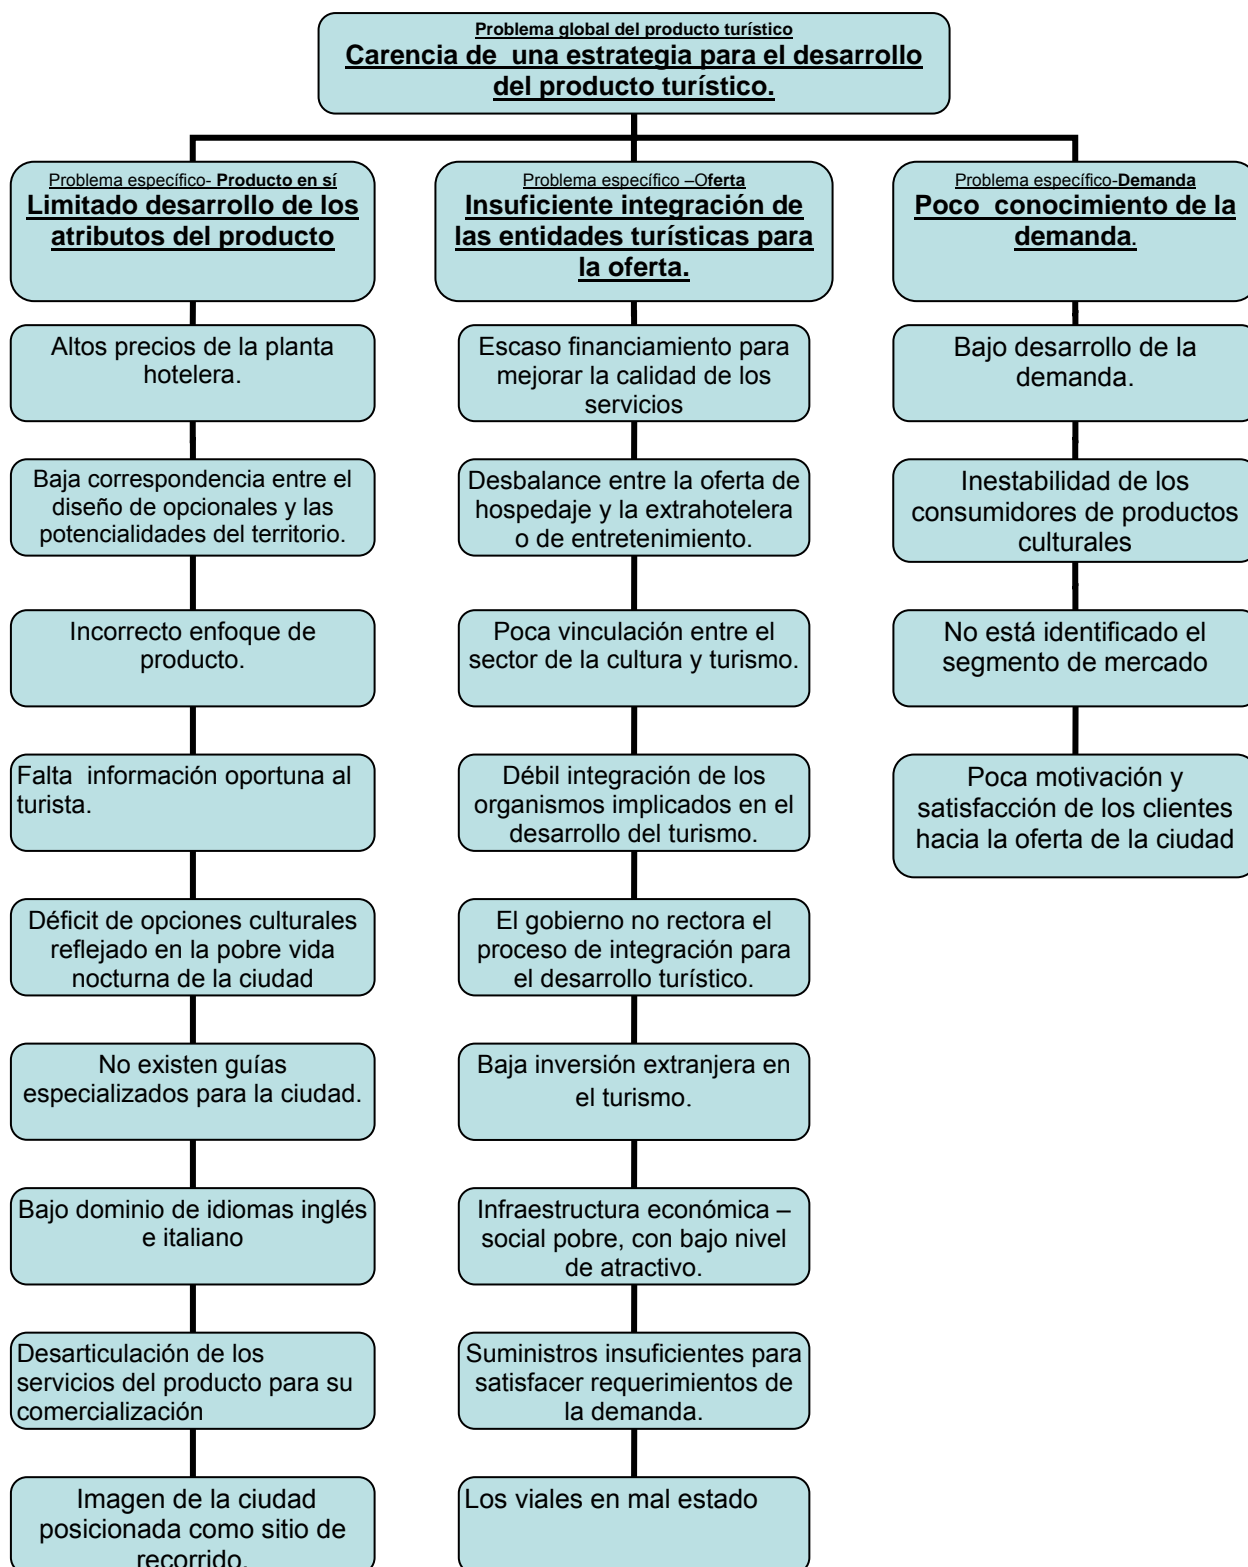 Problema global del producto turístico
Carencia de una estrategia para el desarrollo
del producto turístico.
Problema específico- Producto en sí
Limitado desarrollo de los
atributos del producto
Altos precios de la planta
hotelera.
Baja correspondencia entre el
diseño de opcionales y las
potencialidades del territorio.
Incorrecto enfoque de
producto.
Falta información oportuna al
turista.
Déficit de opciones culturales
reflejado en la pobre vida
nocturna de la ciudad
No existen guías
especializados para la ciudad.
Bajo dominio de idiomas inglés
e italiano
Desarticulación de los
servicios del producto para su
comercialización
Imagen de la ciudad
posicionada como sitio de
recorrido.
Problema específico –Oferta
Insuficiente integración de
las entidades turísticas para
la oferta.
Escaso financiamiento para
mejorar la calidad de los
servicios
Desbalance entre la oferta de
hospedaje y la extrahotelera
o de entretenimiento.
Poca vinculación entre el
sector de la cultura y turismo.
Débil integración de los
organismos implicados en el
desarrollo del turismo.
El gobierno no rectora el
proceso de integración para
el desarrollo turístico.
Baja inversión extranjera en
el turismo.
Infraestructura económica –
social pobre, con bajo nivel
de atractivo.
Suministros insuficientes para
satisfacer requerimientos de
la demanda.
Los viales en mal estado
Problema específico-Demanda
Poco conocimiento de la
demanda.
Bajo desarrollo de la
demanda.
Inestabilidad de los
consumidores de productos
culturales
No está identificado el
segmento de mercado
Poca motivación y
satisfacción de los clientes
hacia la oferta de la ciudad